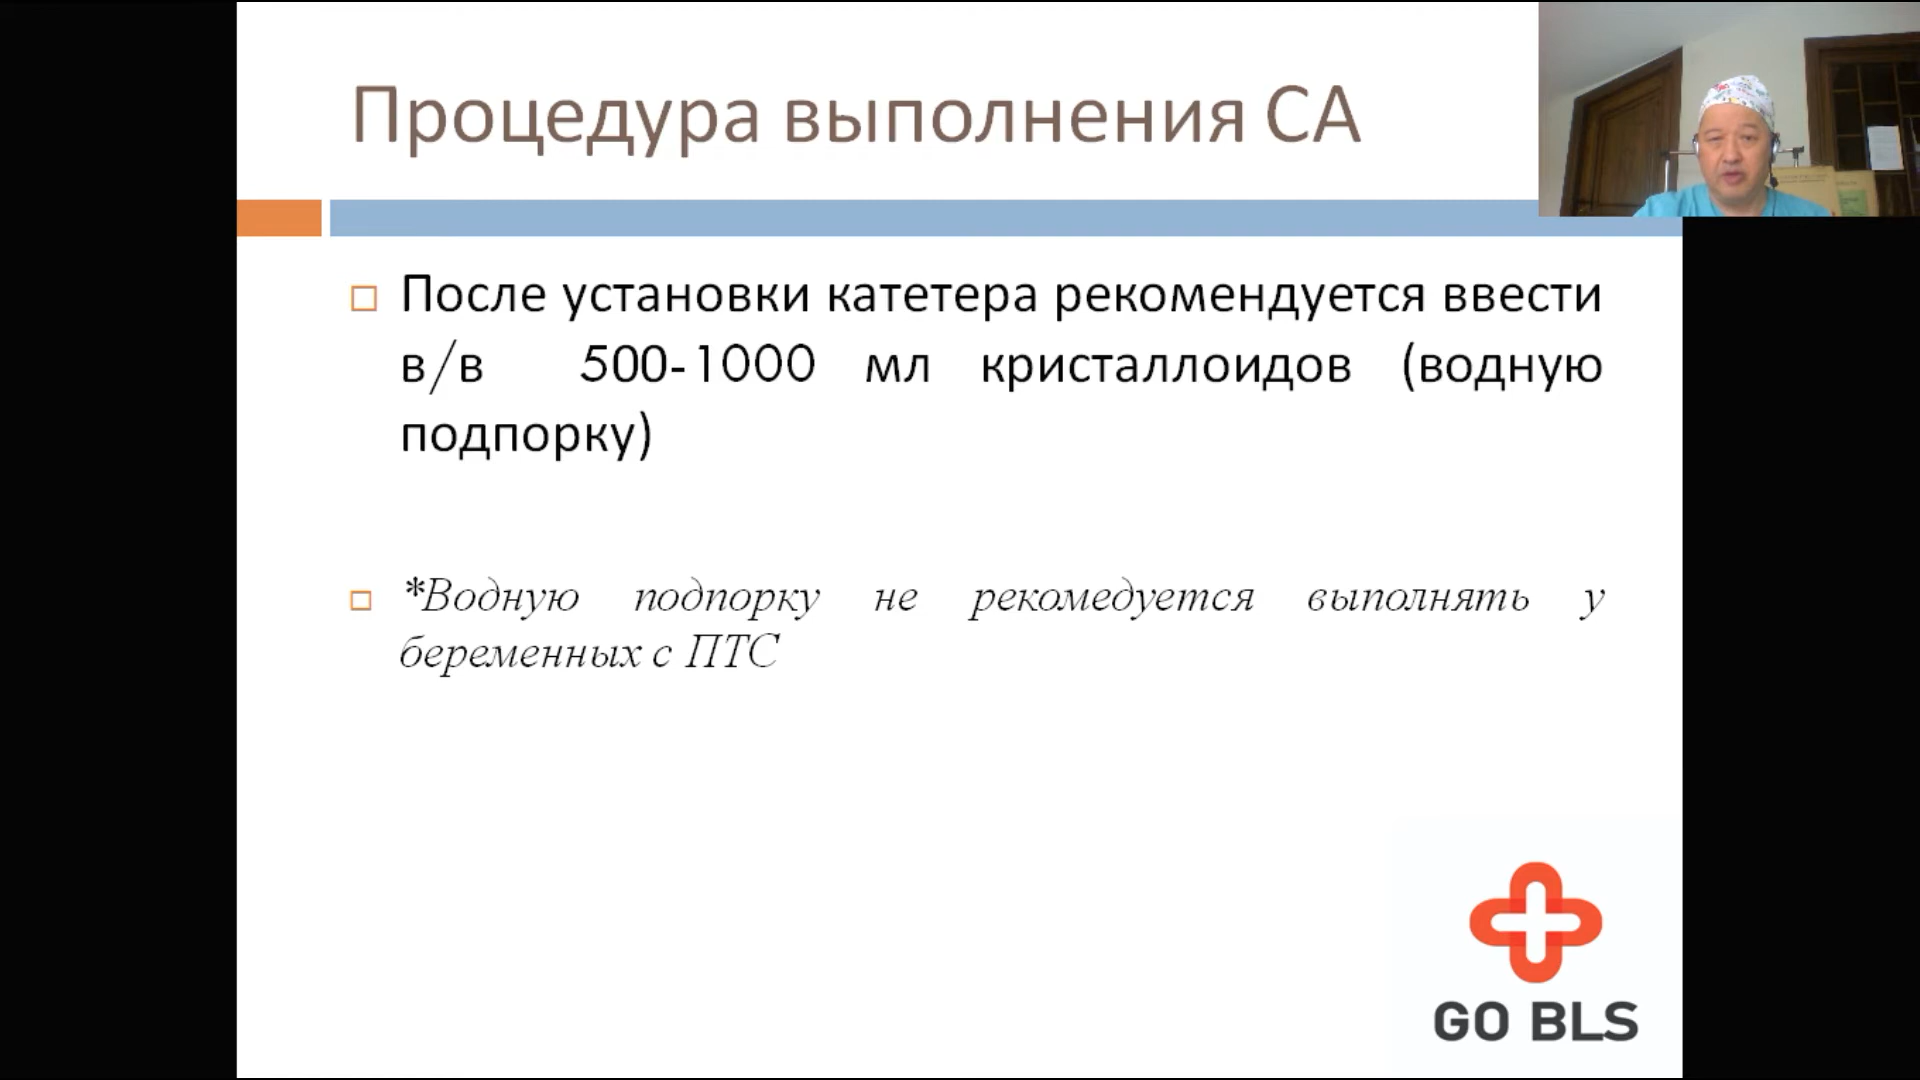 Процедура выполнения СА
После установки катетера рекомендуется ввести
в/в 500-1000 мл кристаллоидов (водную
подпорку)
*Водную подпорку не рекомедуется выполнять у
беременных с ПТС
GO BLS